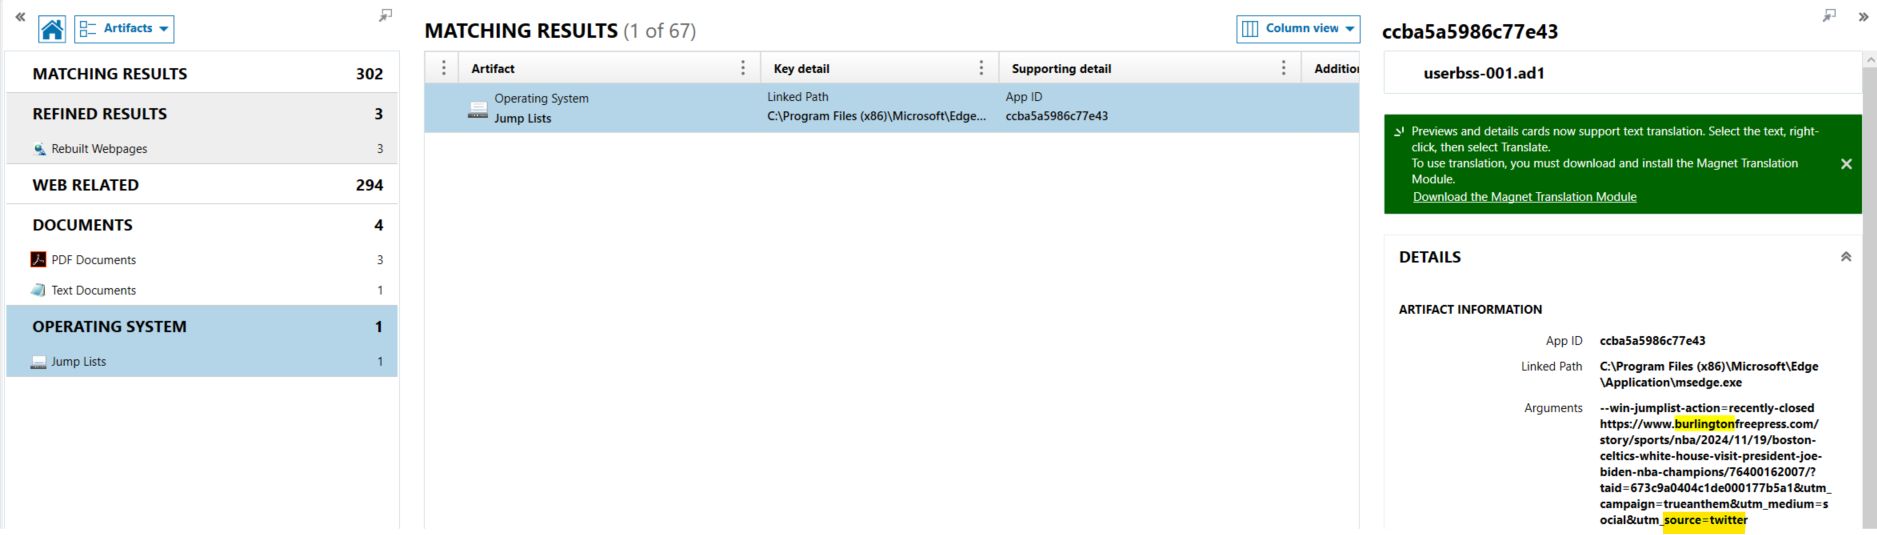 Artifacts
MATCHING RESULTS 302
REFINED RESULTS 3
Rebuilt Webpages 3
WEB RELATED 294
DOCUMENTS 4
PDF Documents 3
Text Documents 1
OPERATING SYSTEM 1
Jump Lists 1
MATCHING RESULTS (1 of 67)
Column view
Artifact Key detail Supporting detail Addition
Operating System Linked Path App ID
Jump Lists C:\Program Files (x86)\Microsoft\Edge... ccba5a5986c77e43
ccba5a5986c77e43
userbss-001.ad1
Previews and details cards now support text translation. Select the text, right-
click, then select Translate.
To use translation, you must download and install the Magnet Translation
Module.
Download the Magnet Translation Module
DETAILS
ARTIFACT INFORMATION
App ID ccba5a5986c77e43
Linked Path C:\Program Files (x86)\Microsoft\Edge
\Application\msedge.exe
Arguments --win-jumplist-action=recently-closed
https://www.burlingtonfreepress.com/
story/sports/nba/2024/11/19/boston-
celtics-white-house-visit-president-joe-
biden-nba-champions/76400162007/?
taid=673c9a0404c1de000177b5a1&utm_
campaign=trueanthem&utm_medium=s
ocial&utm_source=twitter